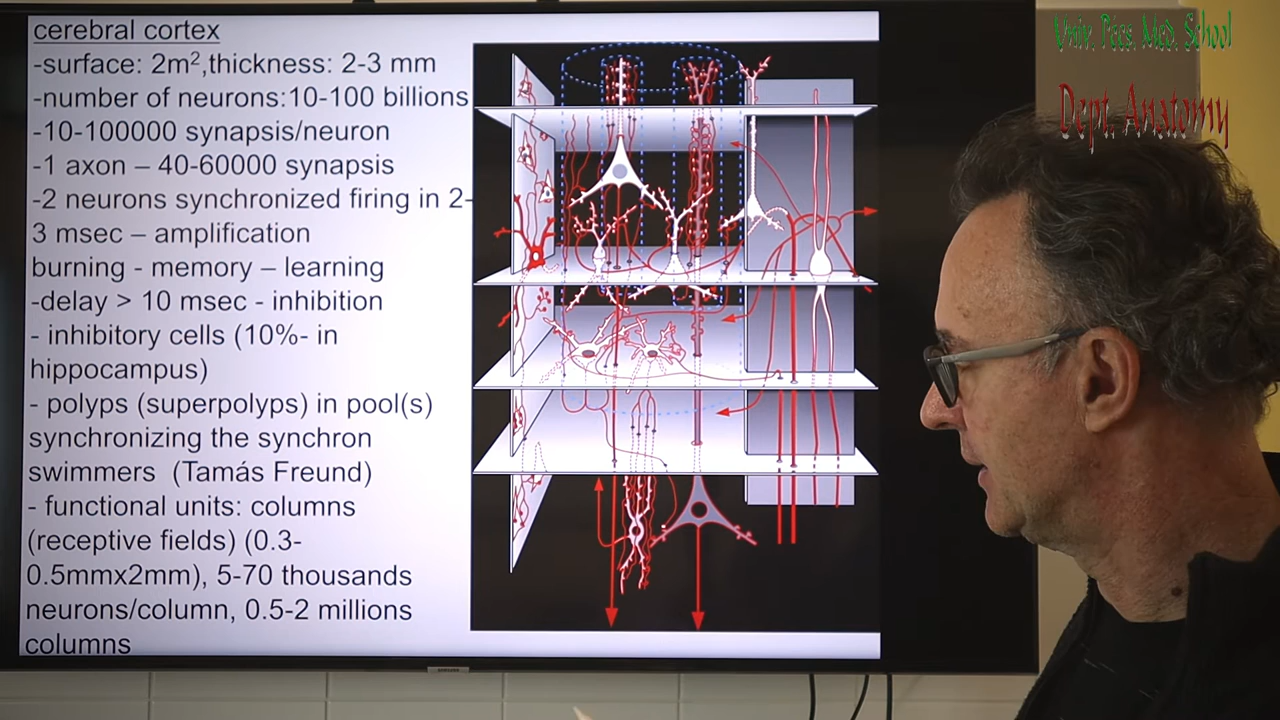 cerebral cortex
-surface: 2m²,thickness: 2-3 mm
-number of neurons:10-100 billions
-10-100000 synapsis/neuron
-1 axon – 40-60000 synapsis
-2 neurons synchronized firing in 2-
3 msec – amplification
burning - memory – learning
-delay > 10 msec - inhibition
- inhibitory cells (10%- in
hippocampus)
- polyps (superpolyps) in pool(s)
synchronizing the synchron
swimmers  (Tamás Freund)
- functional units: columns
(receptive fields) (0.3-
0.5mmx2mm), 5-70 thousands
neurons/column, 0.5-2 millions
columns
Univ. Pécs. Med. School
Dept. Anatomy
SAMSUNG